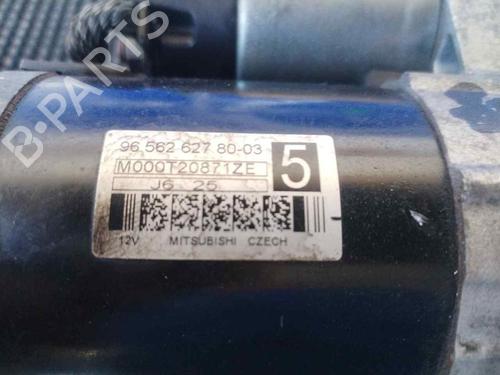 96 562 627 80-03
M000T20871ZE
5
J6 25
12V MITSUBISHI CZECH
B-PARTS